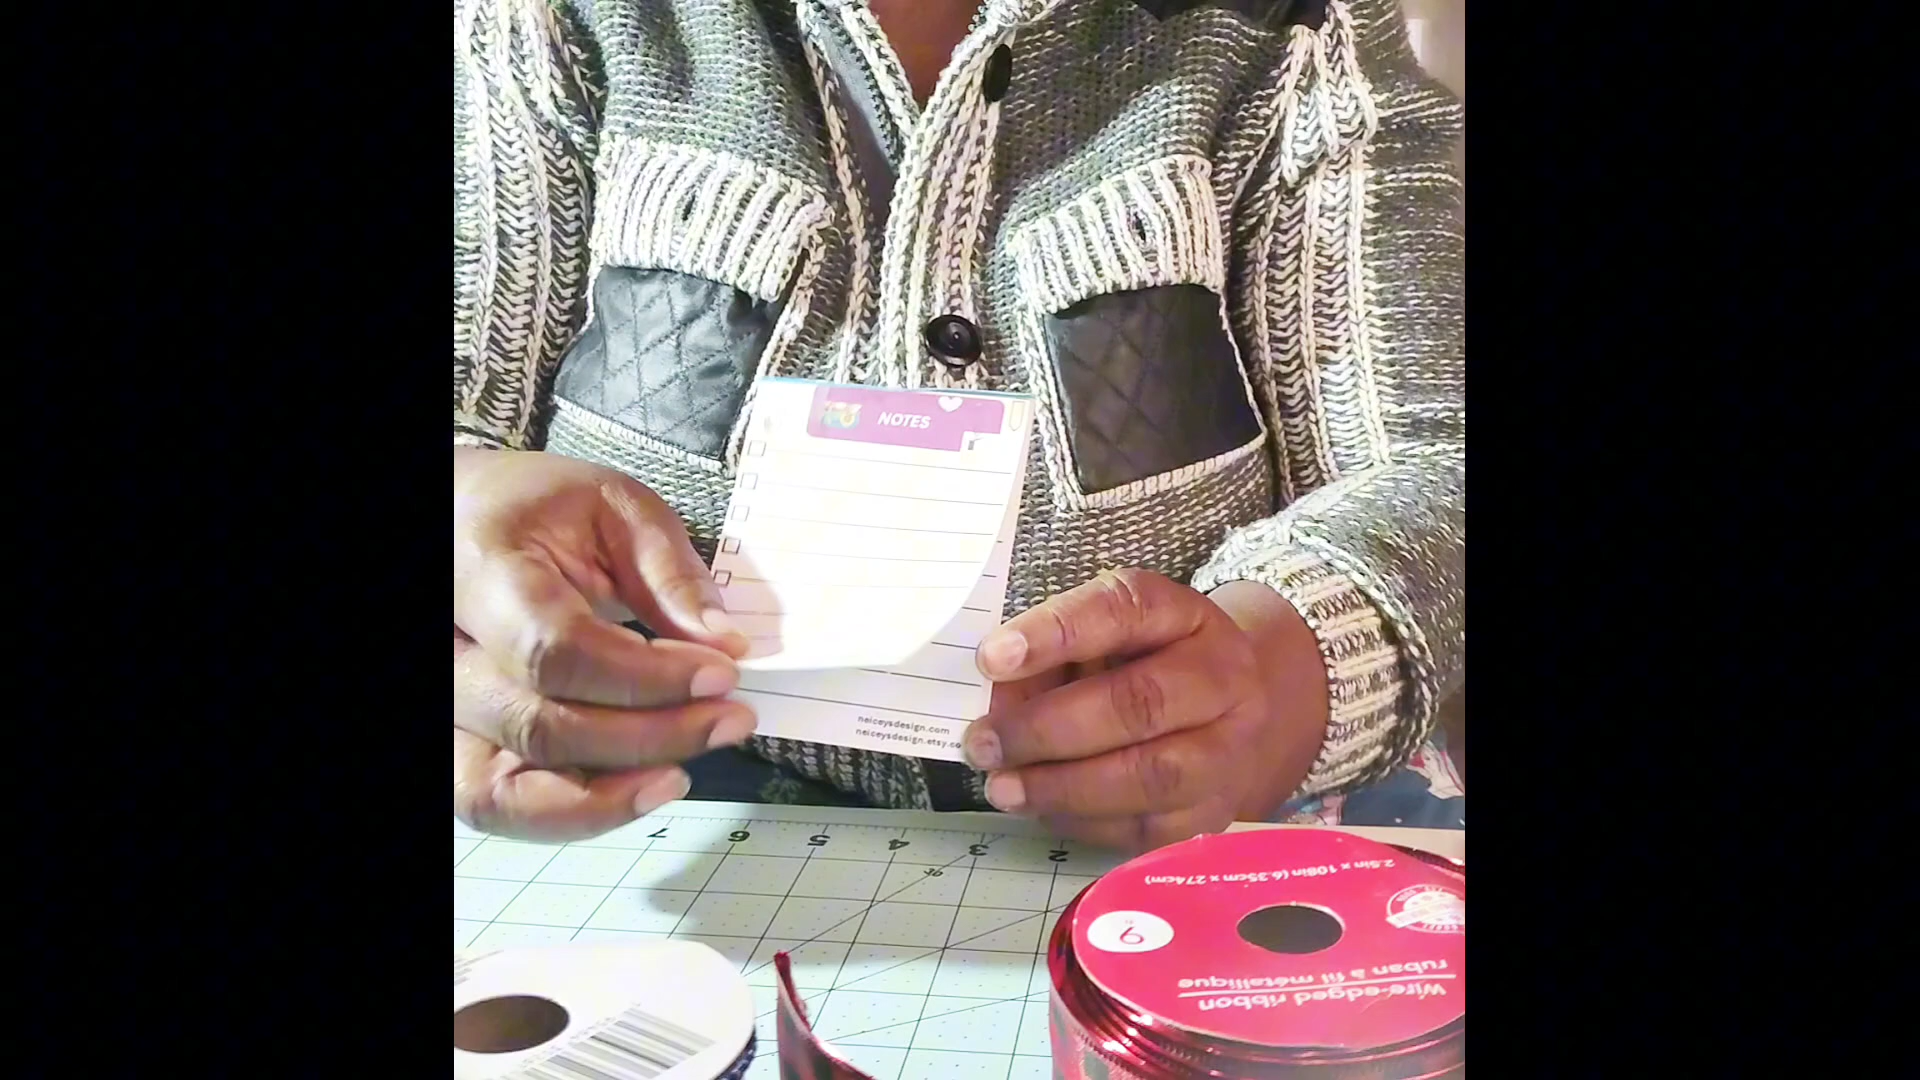 NOTES
neiceysdesign.com
neiceysdesign.etsy.co
7 6 5 4 3 2
2.5in x 108in (6.35cm x 274cm)
9
ruban à fil métallique
wire-edged ribbon